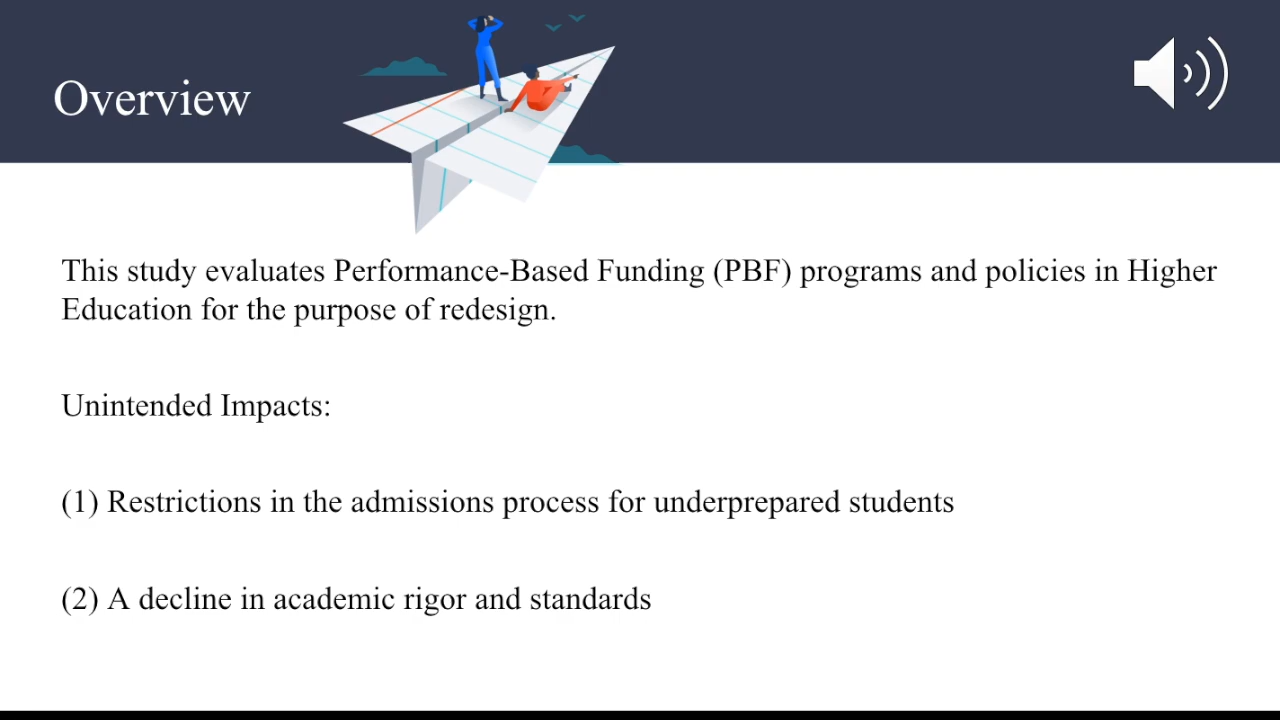 Overview
This study evaluates Performance-Based Funding (PBF) programs and policies in Higher
Education for the purpose of redesign.
Unintended Impacts:
(1) Restrictions in the admissions process for underprepared students
(2) A decline in academic rigor and standards